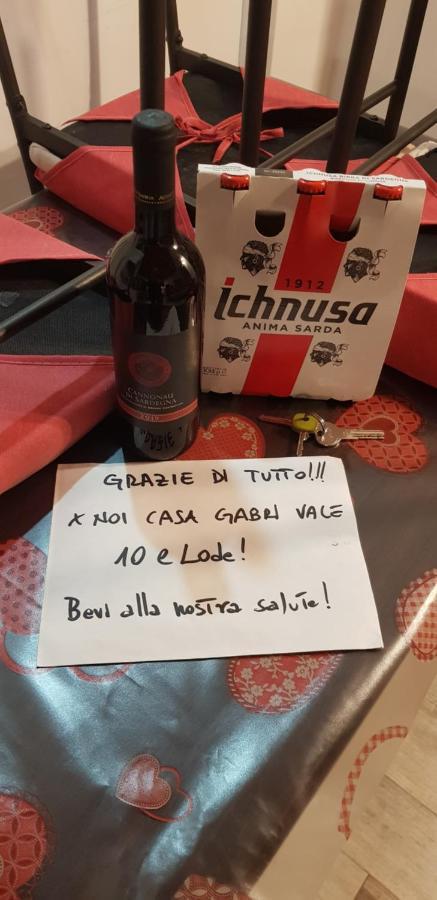 1912
ichnusa
ANIMA SARDA
CANNONAU
DI SARDEGNA
GRAZIE DI TUTTO!!!
X NOI CASA GABRI VALE
10 e Lode!
Bevi alla nostra salute!